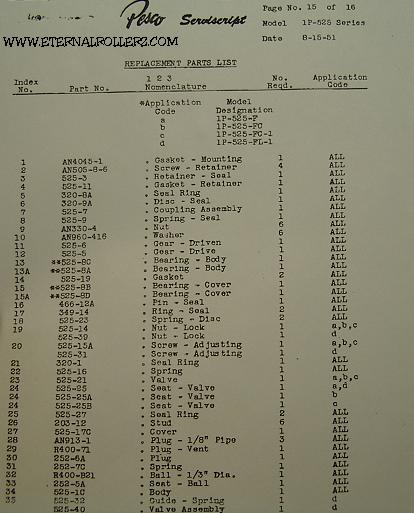 Page No. 15 of 16
Pesco Serviscript Model 1P-525 Series
WWW.ETERNALROLLERZ.COM
Date 8-15-51
REPLACEMENT PARTS LIST
Index No. Part No. 1 2 3 Nomenclature No. Reqd. Application Code
*Application Code Model Designation
a 1P-525-F
b 1P-525-FC
c 1P-525-FC-1
d 1P-525-FL-1
1 AN4045-1 . Gasket - Mounting 1 ALL
2 AN505-8-6 . Screw - Retainer 4 ALL
3 525-3 . Retainer - Seal 1 ALL
4 525-11 . Gasket - Retainer 1 ALL
5 320-8A . Seal Ring 1 ALL
6 320-9A . Disc - Seal 1 ALL
7 525-7 . Coupling Assembly 1 ALL
8 525-9 . Spring - Seal 1 ALL
9 AN330-4 . Nut 6 ALL
10 AN960-416 . Washer 6 ALL
11 525-6 . Gear - Driven 1 ALL
12 525-5 . Gear - Drive 1 ALL
13 **525-8C . Bearing - Body 1 ALL
13A **525-8A . Bearing - Body 1 ALL
14 525-19 . Gasket 2 ALL
15 **525-8B . Bearing - Cover 1 ALL
15A **525-8D . Bearing - Cover 1 ALL
16 466-12A . Pin - Seal 1 ALL
17 349-14 . Ring - Seal 2 ALL
18 525-23 . Spring - Disc 2 ALL
19 525-14 . Nut - Lock 1 a,b,c
525-39 . Nut - Lock 1 d
20 525-15A . Screw - Adjusting 1 a,b,c
525-31 . Screw - Adjusting 1 d
21 320-1 . Seal Ring 1 ALL
22 525-16 . Spring 1 ALL
23 525-21 . Valve 1 a,b,c
24 525-25 . Seat - Valve 1 a,d
525-25A . Seat - Valve 1 b
525-25B . Seat - Valve 1 c
25 525-27 . Seal Ring 2 ALL
26 203-12 . Stud 6 ALL
27 525-17C . Cover 1 ALL
28 AN913-1 . Plug - 1/8" Pipe 3 ALL
29 R400-71 . Plug - Vent 1 ALL
30 252-6A . Plug 1 ALL
31 252-7C . Spring 1 ALL
32 R400-B21 . Ball - 1/3" Dia. 1 ALL
33 252-5A . Seat - Ball 1 ALL
34 525-1C . Body 1 ALL
35 525-32 . Guide - Spring 1 d
525-40 . Valve Assembly 1 d